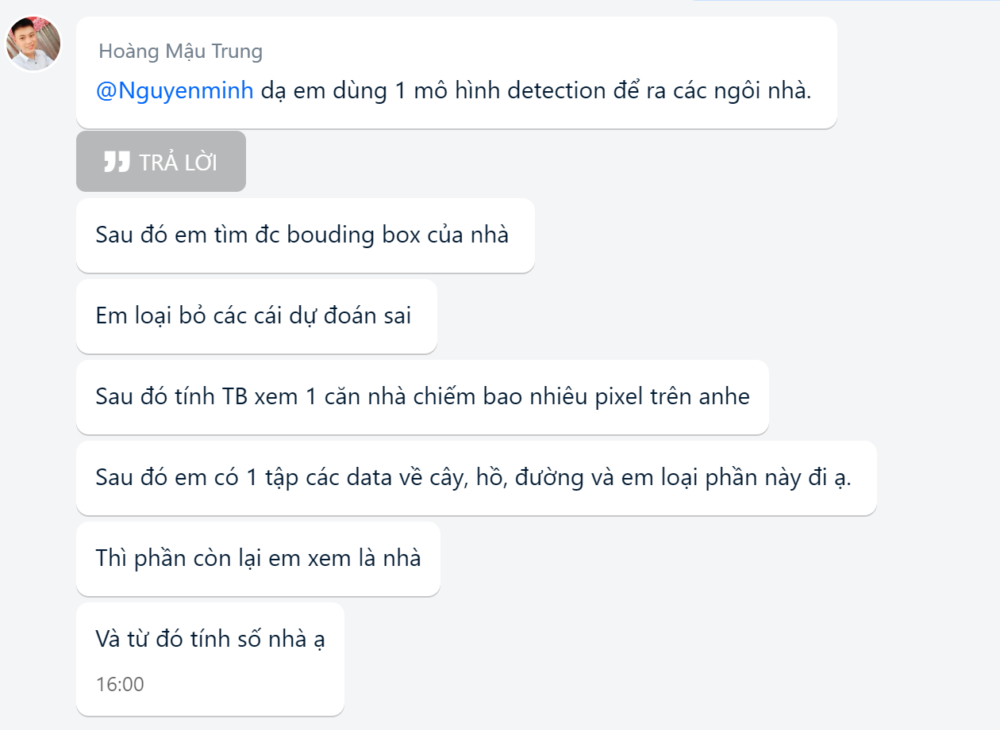 Hoàng Mậu Trung
@Nguyenminh dạ em dùng 1 mô hình detection để ra các ngôi nhà.
TRẢ LỜI
Sau đó em tìm đc bouding box của nhà
Em loại bỏ các cái dự đoán sai
Sau đó tính TB xem 1 căn nhà chiếm bao nhiêu pixel trên anhe
Sau đó em có 1 tập các data về cây, hồ, đường và em loại phần này đi ạ.
Thì phần còn lại em xem là nhà
Và từ đó tính số nhà ạ
16:00